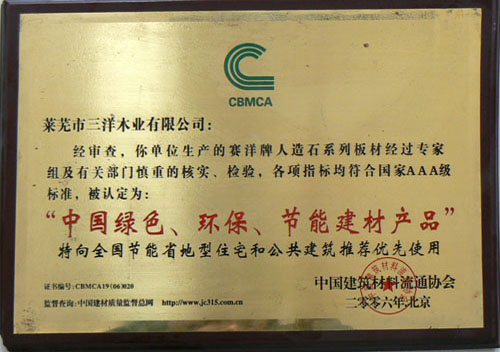 CBMCA
莱芜市三洋木业有限公司：
经审查，你单位生产的赛洋牌人造石系列板材经过专家
组及有关部门慎重的核实、检验，各项指标均符合国家AAA级
标准，被认定为：
“中国绿色、环保、节能建材产品”
特向全国节能省地型住宅和公共建筑推荐优先使用
证书编号：CBMCA19(06)020
中国建筑材料流通协会
监督查询：中国建材质量监督总网 http://www.jc315.com.cn
二零零六年·北京